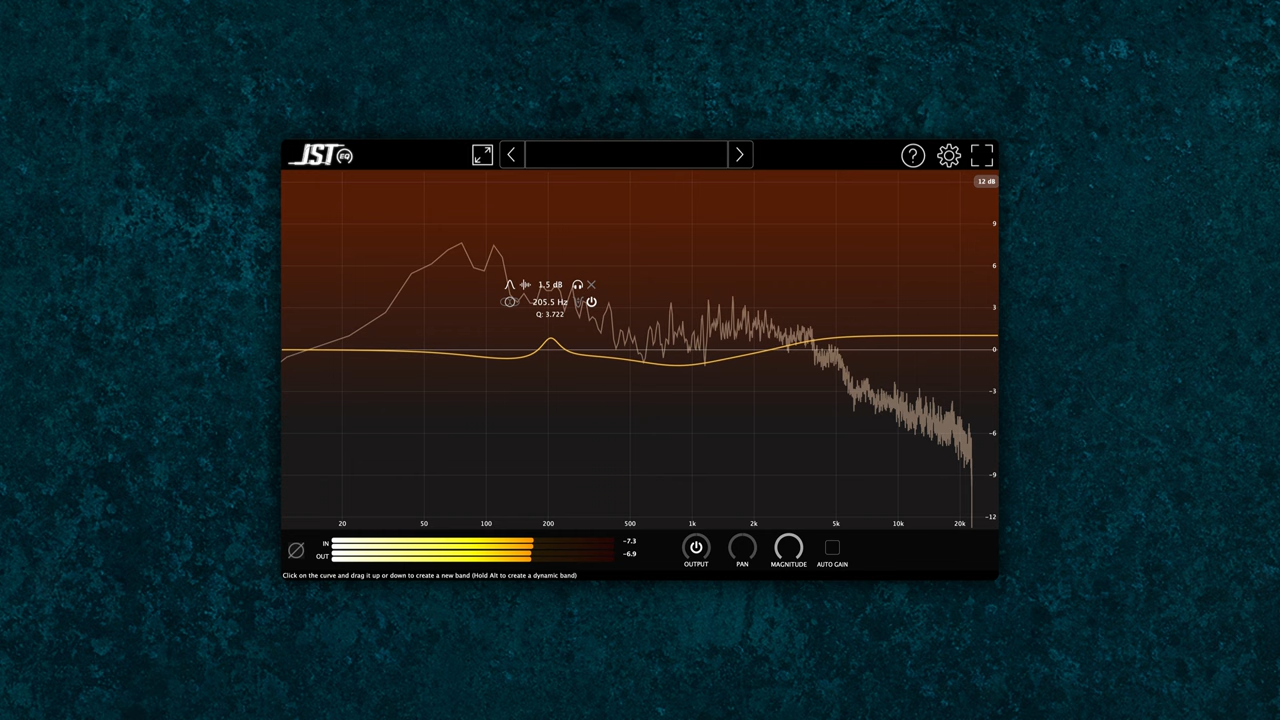 JST EQ
12 dB
9
6
3
0
-3
-6
-9
-12
1.5 dB
205.5 Hz
Q: 3.722
20 50 100 200 500 1k 2k 5k 10k 20k
IN -7.3
OUT -6.9
OUTPUT PAN MAGNITUDE AUTO GAIN
Click on the curve and drag it up or down to create a new band (Hold Alt to create a dynamic band)